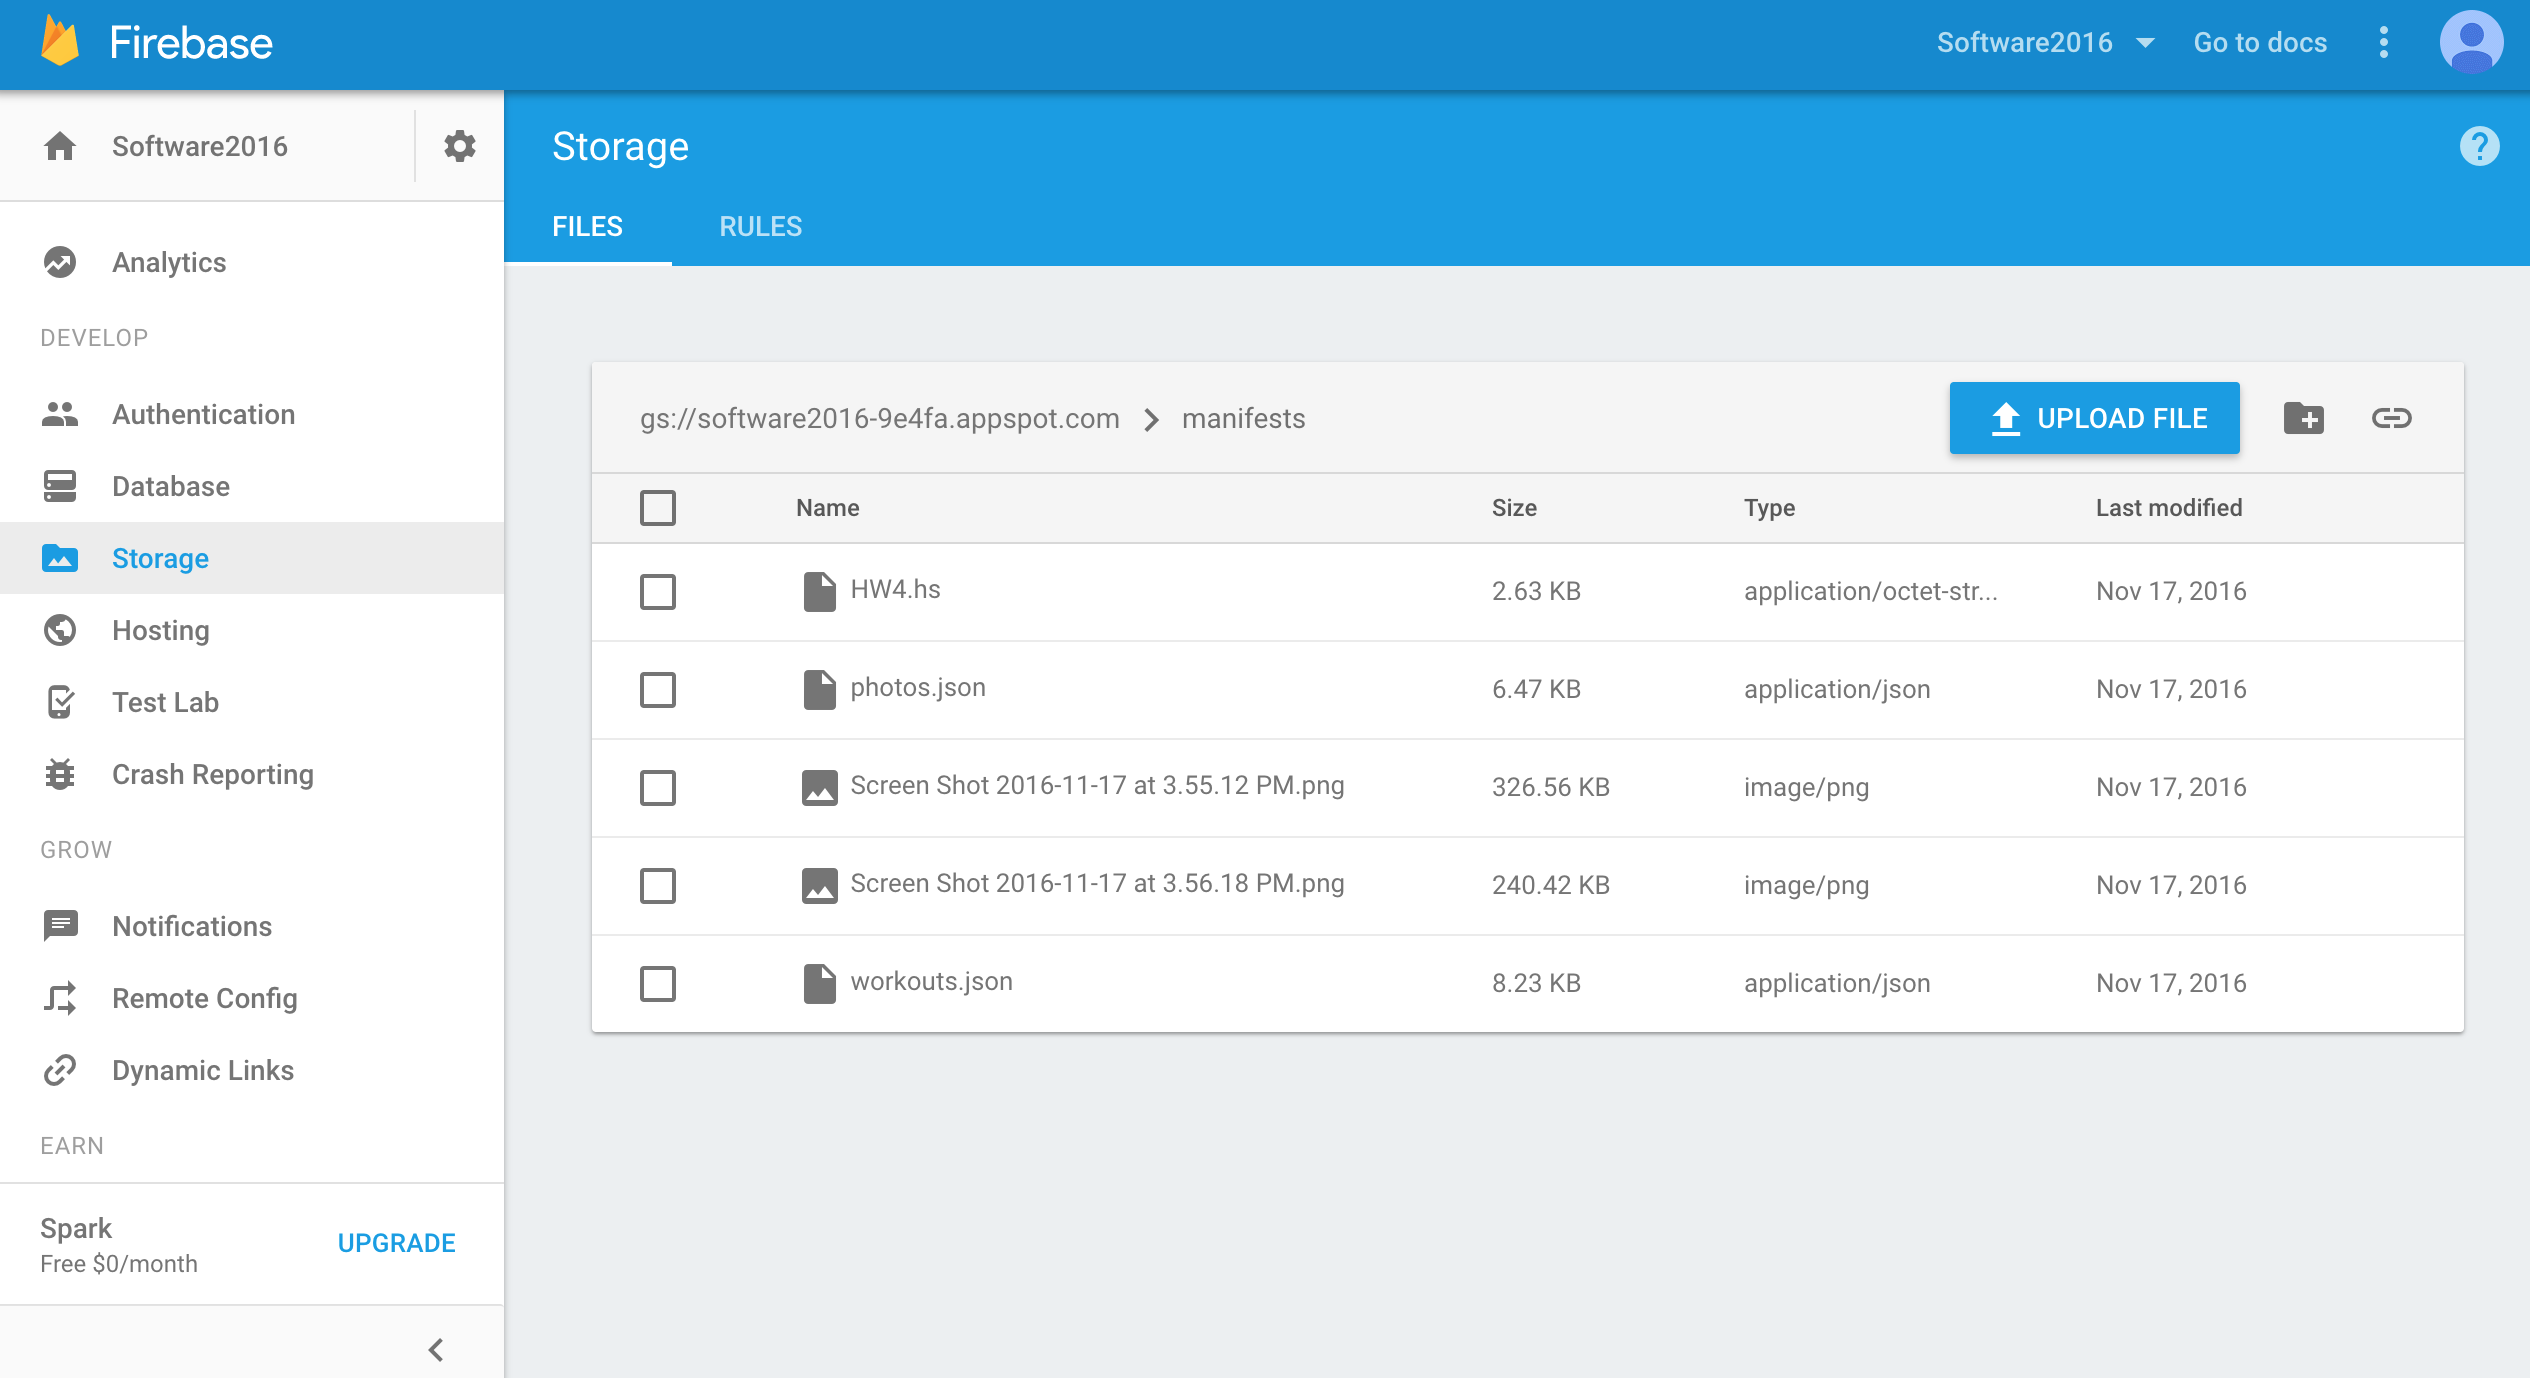 Firebase
Software2016
Go to docs
Software2016
Analytics
DEVELOP
Authentication
Database
Storage
Hosting
Test Lab
Crash Reporting
GROW
Notifications
Remote Config
Dynamic Links
EARN
Spark
Free $0/month
UPGRADE
Storage
?
FILES RULES
gs://software2016-9e4fa.appspot.com > manifests UPLOAD FILE
Name Size Type Last modified
HW4.hs 2.63 KB application/octet-str... Nov 17, 2016
photos.json 6.47 KB application/json Nov 17, 2016
Screen Shot 2016-11-17 at 3.55.12 PM.png 326.56 KB image/png Nov 17, 2016
Screen Shot 2016-11-17 at 3.56.18 PM.png 240.42 KB image/png Nov 17, 2016
workouts.json 8.23 KB application/json Nov 17, 2016